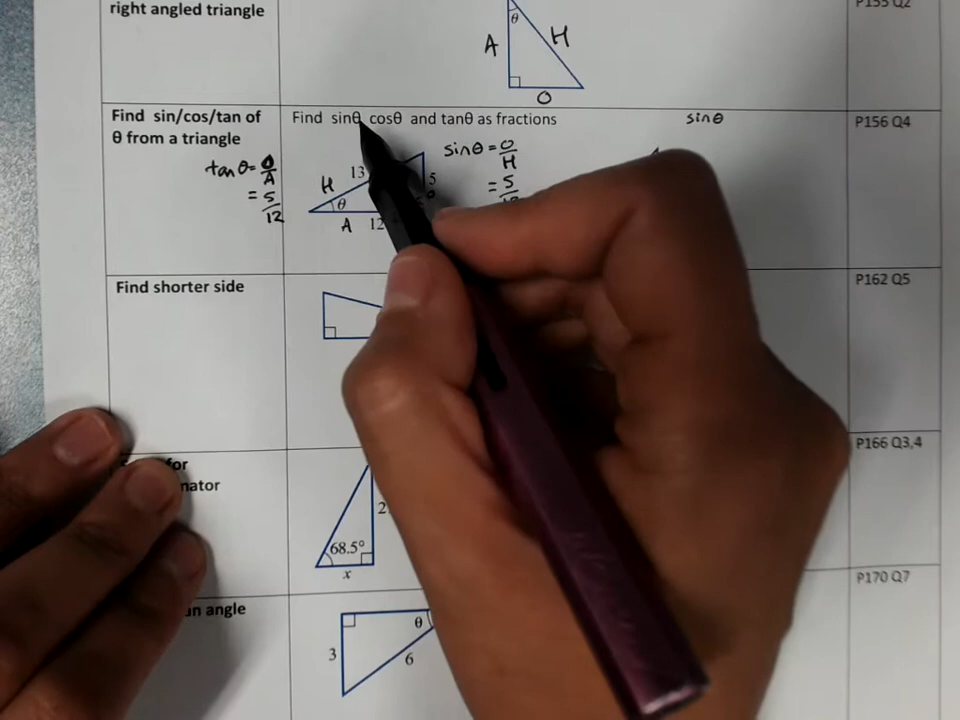 right angled triangle
P155 Q2
θ
A
H
O
Find sin/cos/tan of
θ from a triangle
Find sinθ cosθ and tanθ as fractions
sinθ
P156 Q4
tanθ = O/A
= 5/12
13
H
θ
A
12
5
sinθ = O/H
= 5/
Find shorter side
P162 Q5
for
nator
2
68.5°
x
P166 Q3,4
an angle
θ
3
6
P170 Q7